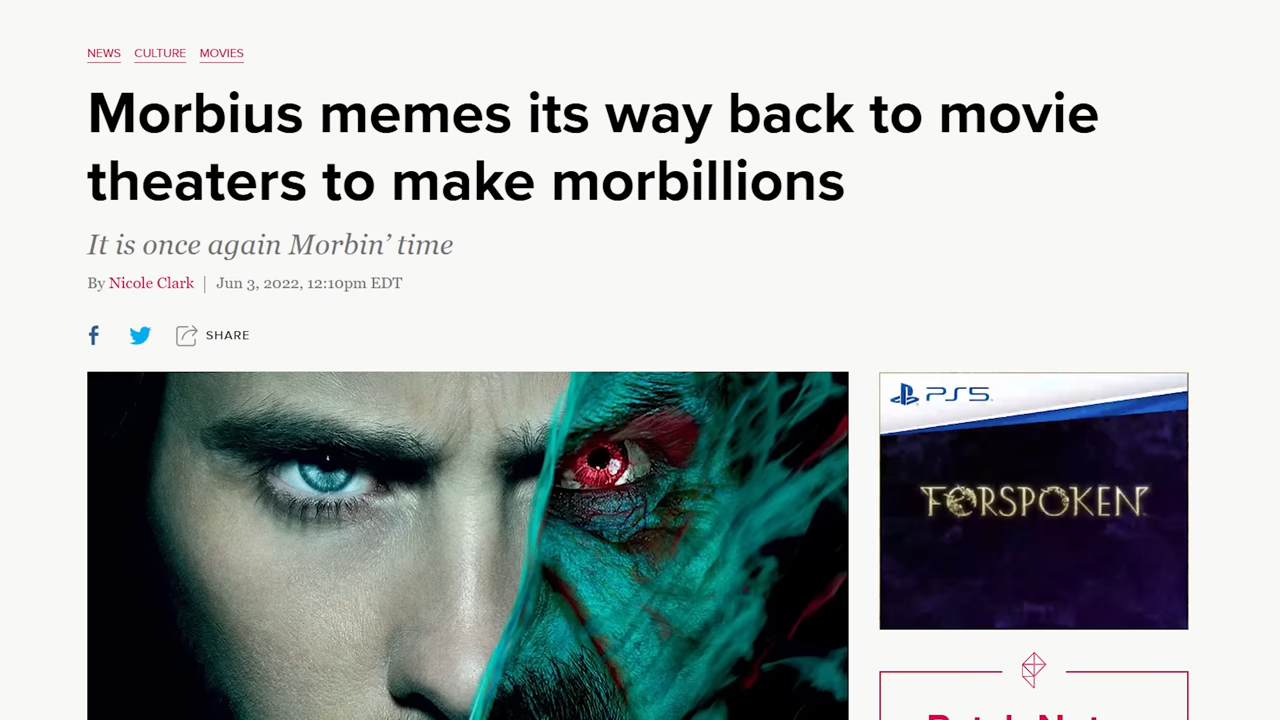 NEWS CULTURE MOVIES
Morbius memes its way back to movie
theaters to make morbillions
It is once again Morbin’ time
By Nicole Clark | Jun 3, 2022, 12:10pm EDT
SHARE
PS5
FORSPOKEN